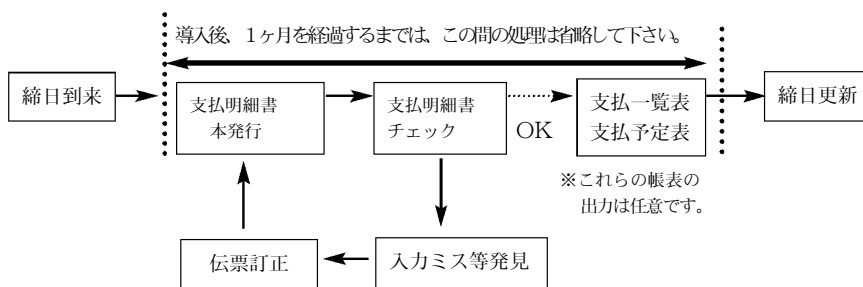 導入後、１ヶ月を経過するまでは、この間の処理は省略して下さい。
締日到来
支払明細書
本発行
支払明細書
チェック
OK
支払一覧表
支払予定表
締日更新
※これらの帳表の
出力は任意です。
伝票訂正
入力ミス等発見